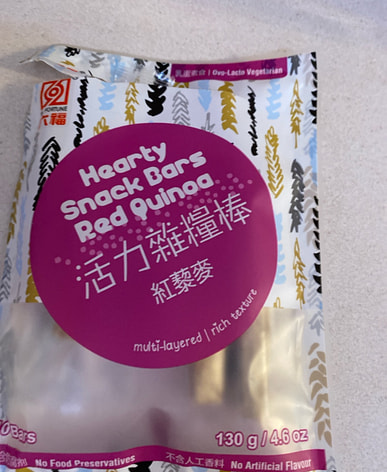 乳蛋素食 | Ovo-Lacto Vegetarian
FORTUNE
六福
Hearty
Snack Bars
Red Quinoa
活力雜糧棒
紅藜麥
multi-layered | rich texture
Bars
130 g / 4.6 oz
No Food Preservatives
不含人工香料 No Artificial Flavour